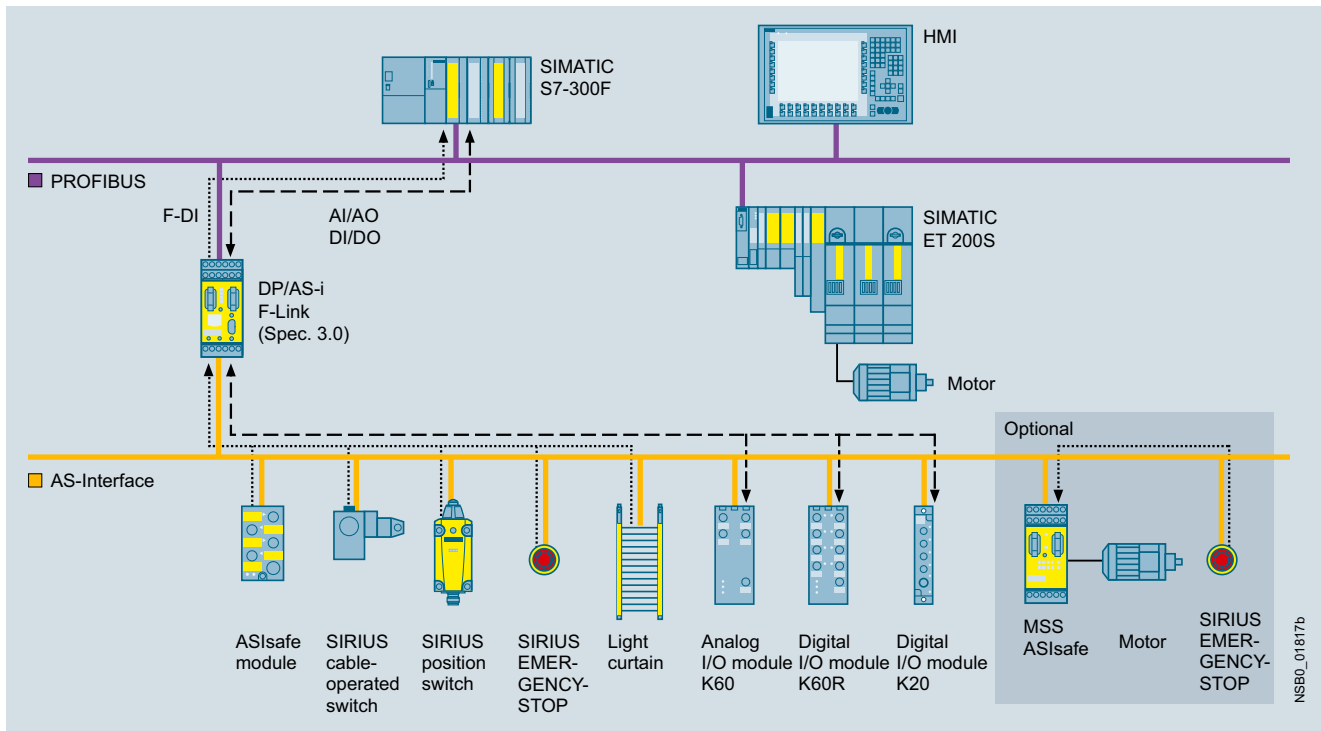 SIMATIC
S7-300F
HMI
PROFIBUS
F-DI
AI/AO
DI/DO
SIMATIC
ET 200S
DP/AS-i
F-Link
(Spec. 3.0)
Motor
Optional
AS-Interface
ASIsafe
module
SIRIUS
cable-
operated
switch
SIRIUS
position
switch
SIRIUS
EMER-
GENCY-
STOP
Light
curtain
Analog
I/O module
K60
Digital
I/O module
K60R
Digital
I/O module
K20
MSS
ASIsafe
Motor
SIRIUS
EMER-
GENCY-
STOP
NSB0_01817b